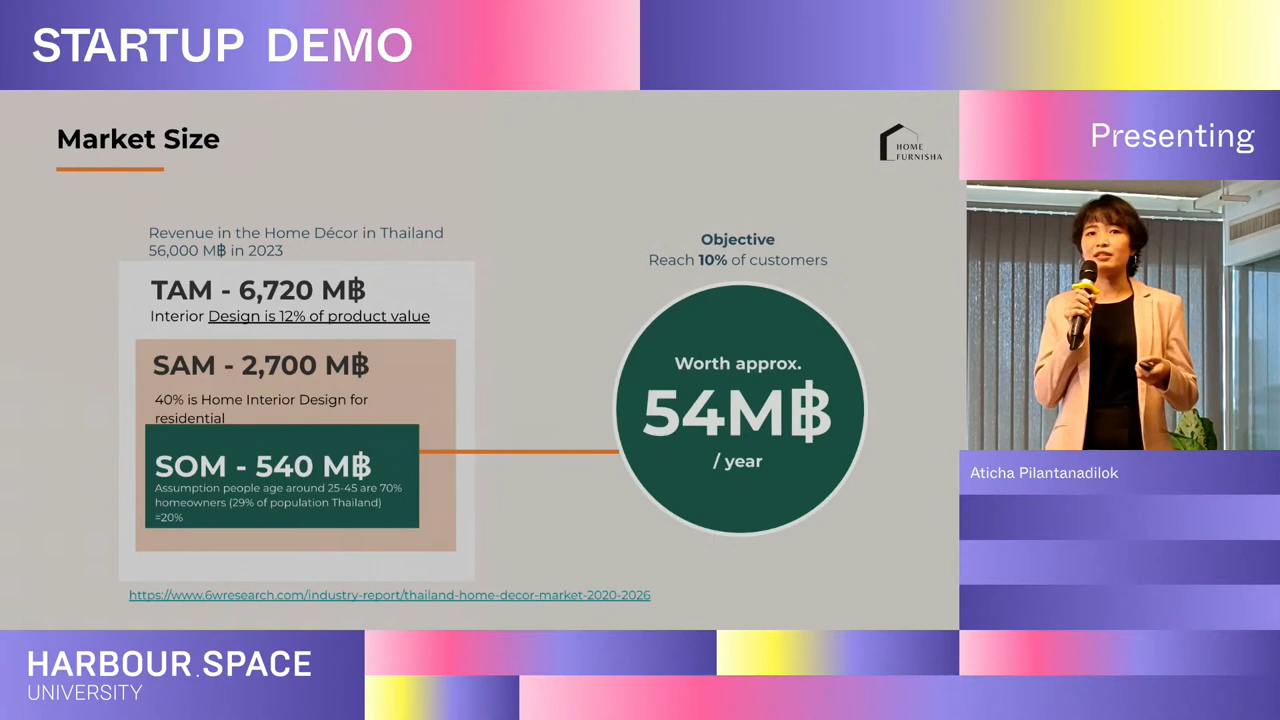 STARTUP DEMO
Presenting
Market Size
HOME
FURNISHA
Revenue in the Home Décor in Thailand
56,000 M฿ in 2023
TAM - 6,720 M฿
Interior Design is 12% of product value
SAM - 2,700 M฿
40% is Home Interior Design for
residential
SOM - 540 M฿
Assumption people age around 25-45 are 70%
homeowners (29% of population Thailand)
=20%
Objective
Reach 10% of customers
Worth approx.
54M฿
/ year
https://www.6wresearch.com/industry-report/thailand-home-decor-market-2020-2026
Aticha Pilantanadilok
HARBOUR.SPACE
UNIVERSITY